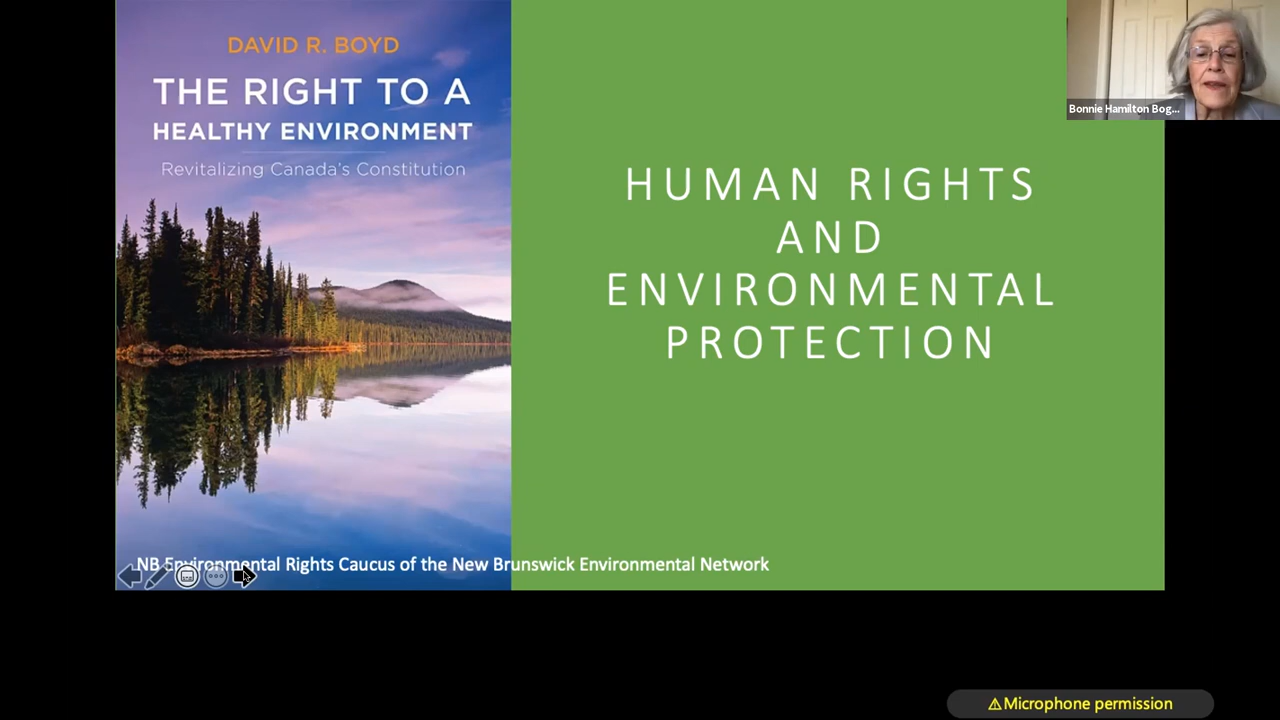 DAVID R. BOYD
THE RIGHT TO A
HEALTHY ENVIRONMENT
Revitalizing Canada's Constitution
Bonnie Hamilton Bog...
HUMAN RIGHTS
AND
ENVIRONMENTAL
PROTECTION
NB Environmental Rights Caucus of the New Brunswick Environmental Network
⚠Microphone permission